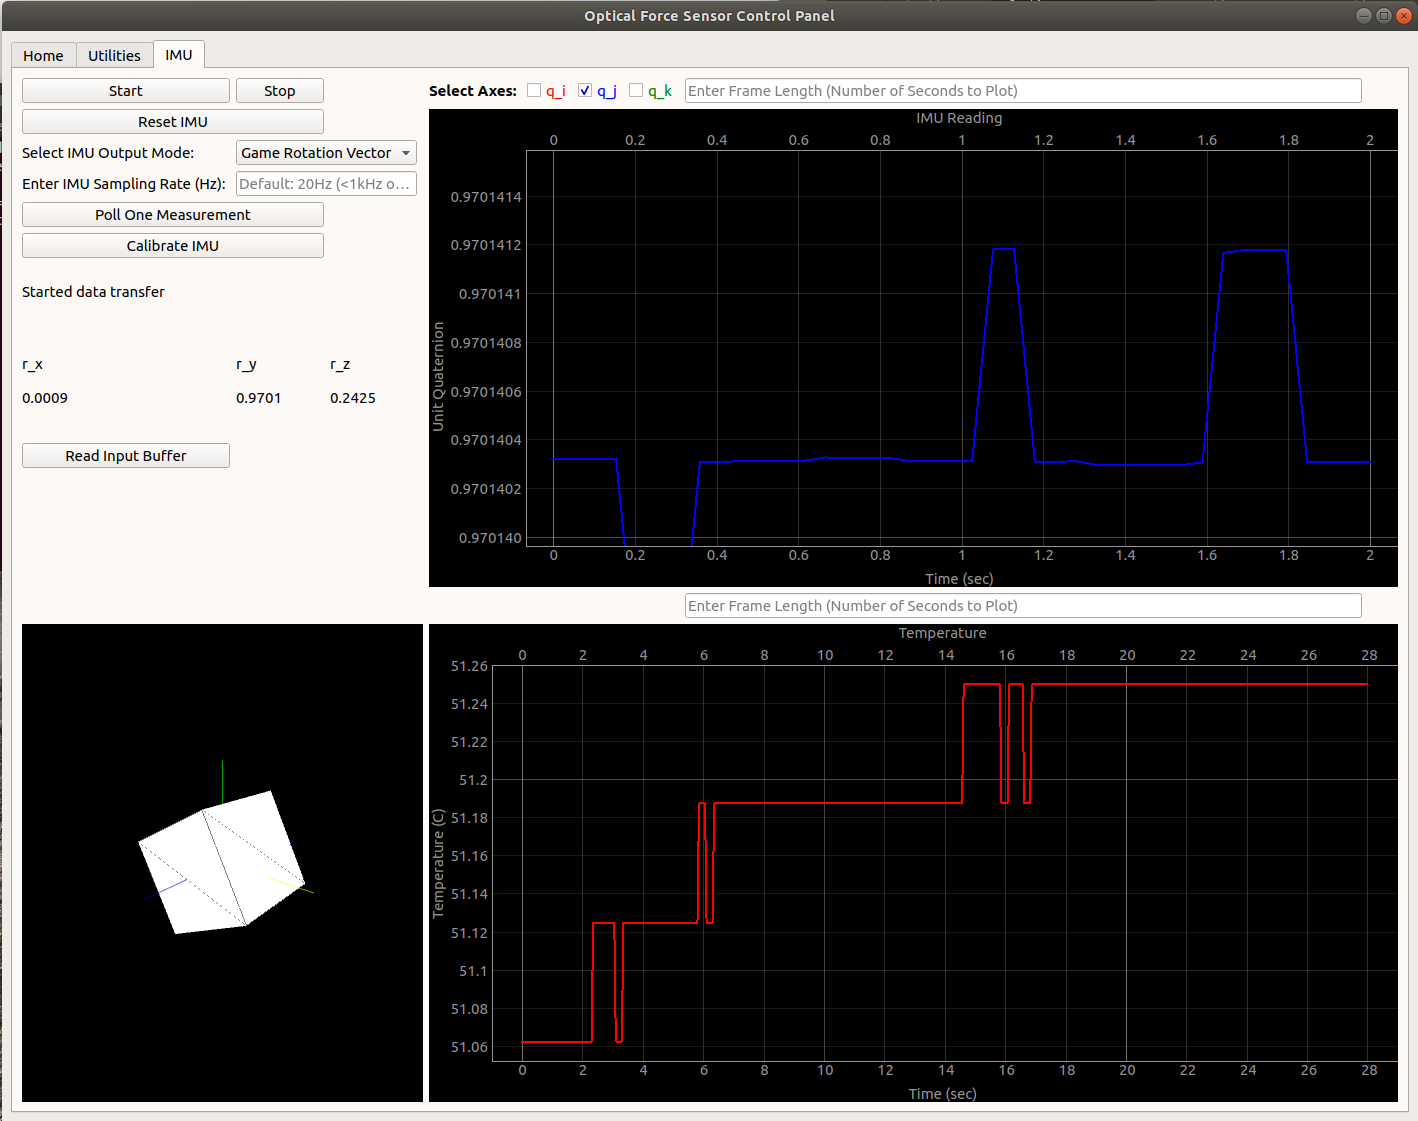 Optical Force Sensor Control Panel
Home Utilities IMU
Start Stop
Reset IMU
Select IMU Output Mode: Game Rotation Vector
Enter IMU Sampling Rate (Hz): Default: 20Hz (<1kHz o...
Poll One Measurement
Calibrate IMU
Started data transfer
r_x r_y r_z
0.0009 0.9701 0.2425
Read Input Buffer
Select Axes: q_i q_j q_k Enter Frame Length (Number of Seconds to Plot)
IMU Reading
0 0.2 0.4 0.6 0.8 1 1.2 1.4 1.6 1.8 2
0.9701414
0.9701412
0.970141
0.9701408
0.9701406
0.9701404
0.9701402
0.970140
Unit Quaternion
0 0.2 0.4 0.6 0.8 1 1.2 1.4 1.6 1.8 2
Time (sec)
Enter Frame Length (Number of Seconds to Plot)
Temperature
0 2 4 6 8 10 12 14 16 18 20 22 24 26 28
51.26
51.24
51.22
51.2
51.18
51.16
51.14
51.12
51.1
51.08
51.06
Temperature (C)
0 2 4 6 8 10 12 14 16 18 20 22 24 26 28
Time (sec)